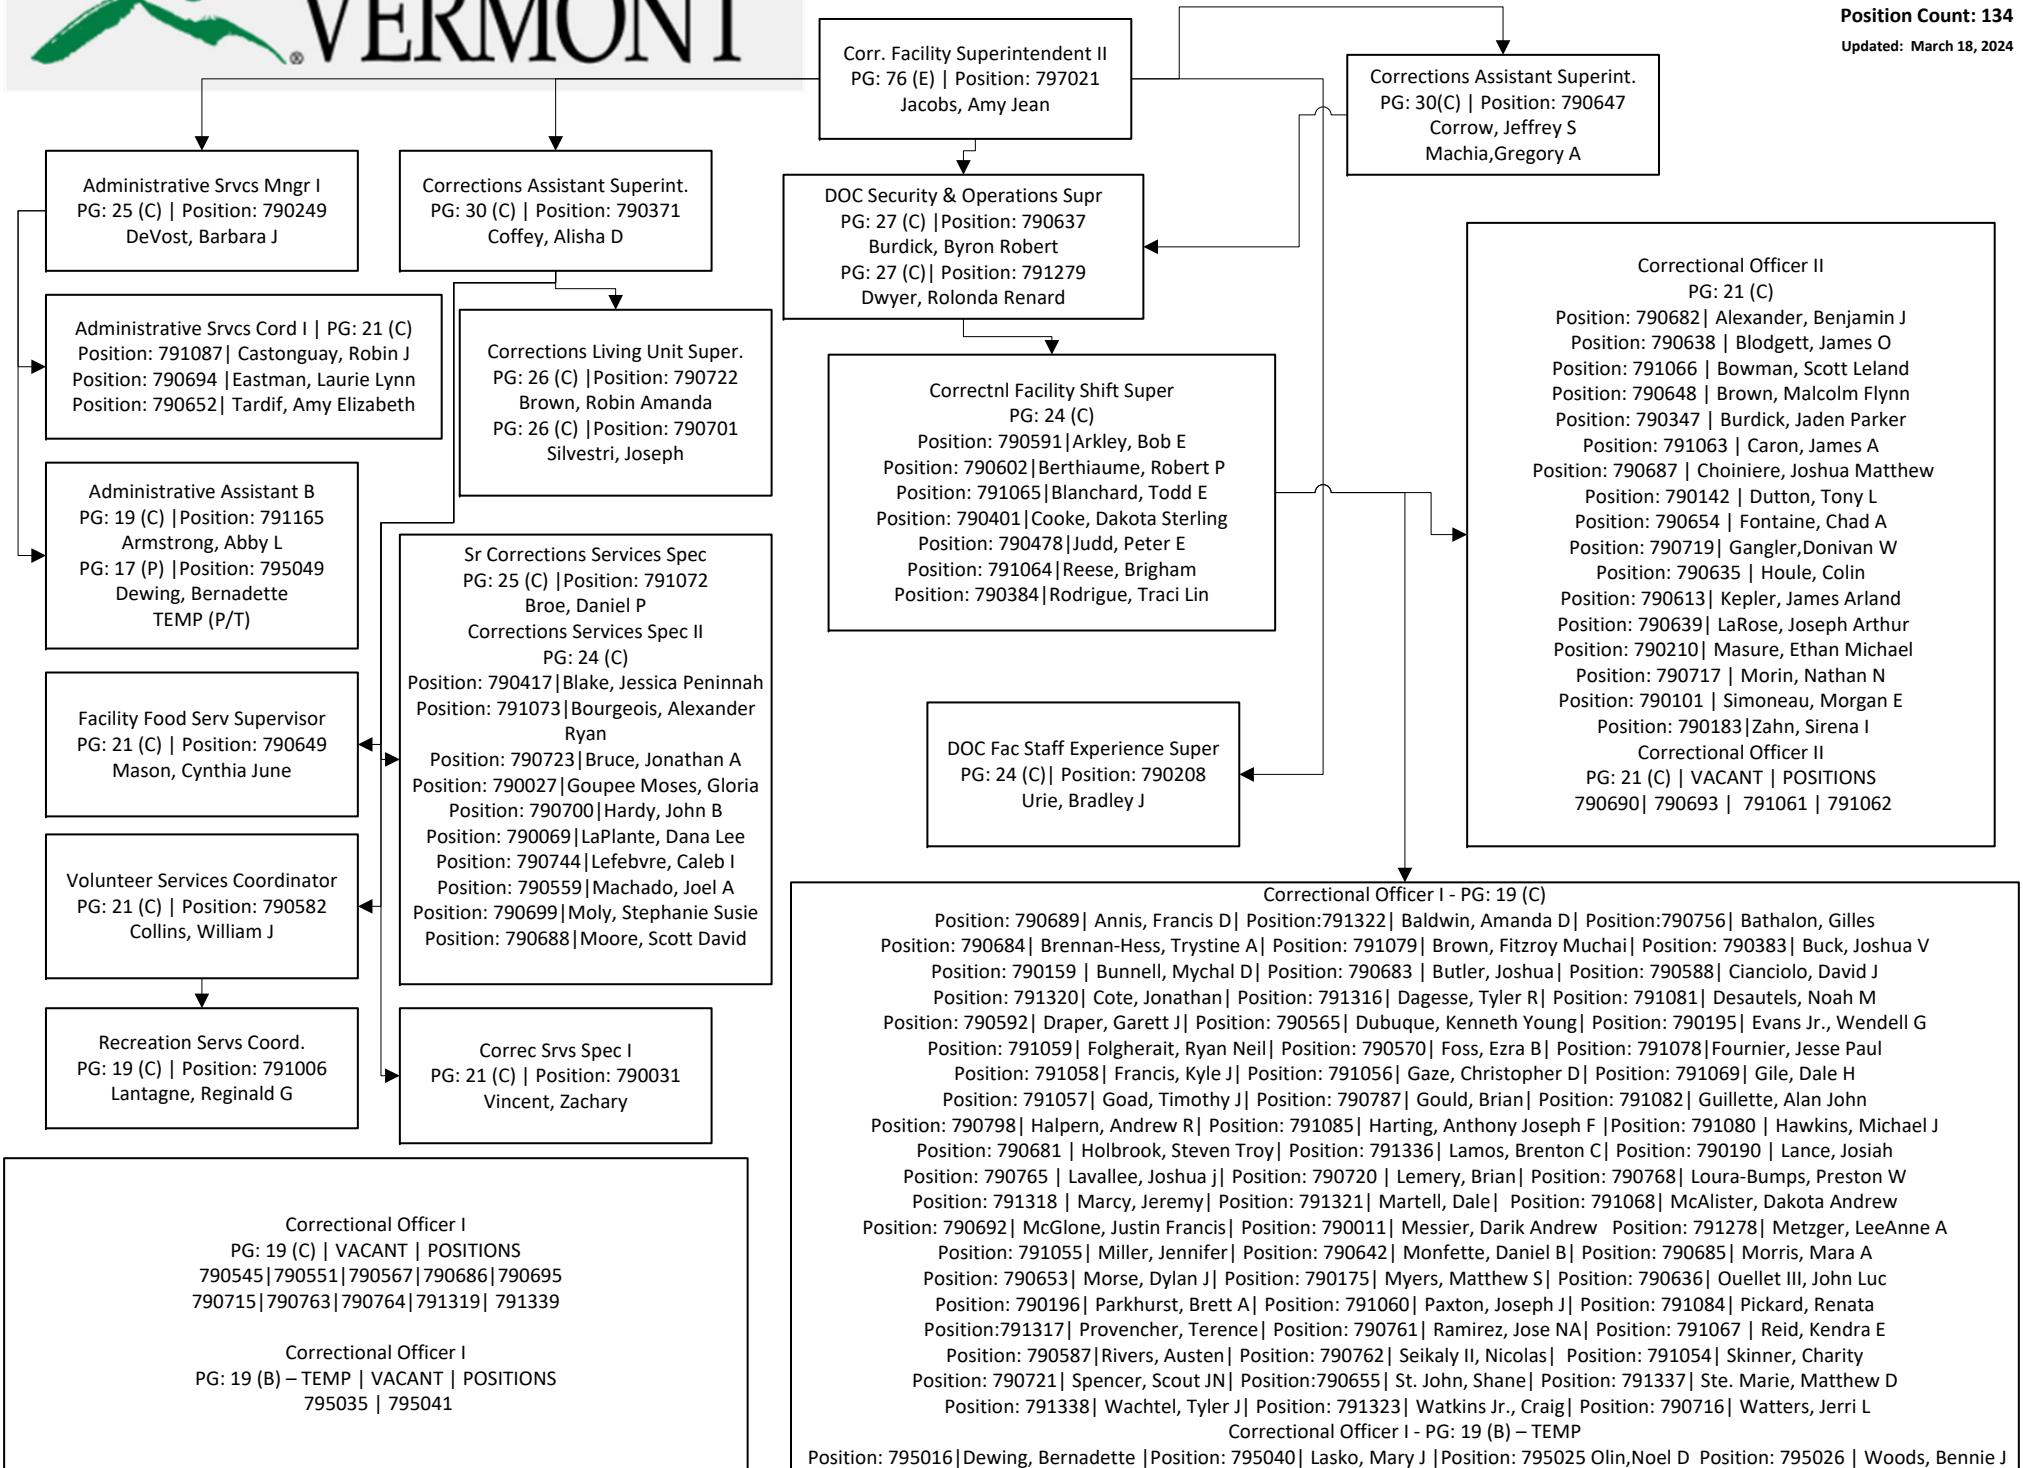 VERMONT
®
Position Count: 134
Updated: March 18, 2024
Corr. Facility Superintendent II
PG: 76 (E) | Position: 797021
Jacobs, Amy Jean
Corrections Assistant Superint.
PG: 30(C) | Position: 790647
Corrow, Jeffrey S
Machia,Gregory A
Administrative Srvcs Mngr I
PG: 25 (C) | Position: 790249
DeVost, Barbara J
Corrections Assistant Superint.
PG: 30 (C) | Position: 790371
Coffey, Alisha D
DOC Security & Operations Supr
PG: 27 (C) |Position: 790637
Burdick, Byron Robert
PG: 27 (C)| Position: 791279
Dwyer, Rolonda Renard
Administrative Srvcs Cord I | PG: 21 (C)
Position: 791087| Castonguay, Robin J
Position: 790694 |Eastman, Laurie Lynn
Position: 790652| Tardif, Amy Elizabeth
Corrections Living Unit Super.
PG: 26 (C) |Position: 790722
Brown, Robin Amanda
PG: 26 (C) |Position: 790701
Silvestri, Joseph
Correctnl Facility Shift Super
PG: 24 (C)
Position: 790591|Arkley, Bob E
Position: 790602|Berthiaume, Robert P
Position: 791065|Blanchard, Todd E
Position: 790401|Cooke, Dakota Sterling
Position: 790478|Judd, Peter E
Position: 791064|Reese, Brigham
Position: 790384|Rodrigue, Traci Lin
Correctional Officer II
PG: 21 (C)
Position: 790682| Alexander, Benjamin J
Position: 790638 | Blodgett, James O
Position: 791066 | Bowman, Scott Leland
Position: 790648 | Brown, Malcolm Flynn
Position: 790347 | Burdick, Jaden Parker
Position: 791063 | Caron, James A
Position: 790687 | Choiniere, Joshua Matthew
Position: 790142 | Dutton, Tony L
Position: 790654 | Fontaine, Chad A
Position: 790719| Gangler,Donivan W
Position: 790635 | Houle, Colin
Position: 790613| Kepler, James Arland
Position: 790639| LaRose, Joseph Arthur
Position: 790210| Masure, Ethan Michael
Position: 790717 | Morin, Nathan N
Position: 790101 | Simoneau, Morgan E
Position: 790183|Zahn, Sirena I
Correctional Officer II
PG: 21 (C) | VACANT | POSITIONS
790690| 790693 | 791061 | 791062
Administrative Assistant B
PG: 19 (C) |Position: 791165
Armstrong, Abby L
PG: 17 (P) |Position: 795049
Dewing, Bernadette
TEMP (P/T)
Sr Corrections Services Spec
PG: 25 (C) |Position: 791072
Broe, Daniel P
Corrections Services Spec II
PG: 24 (C)
Position: 790417|Blake, Jessica Peninnah
Position: 791073|Bourgeois, Alexander
Ryan
Position: 790723|Bruce, Jonathan A
Position: 790027|Goupee Moses, Gloria
Position: 790700|Hardy, John B
Position: 790069|LaPlante, Dana Lee
Position: 790744|Lefebvre, Caleb I
Position: 790559|Machado, Joel A
Position: 790699|Moly, Stephanie Susie
Position: 790688|Moore, Scott David
Facility Food Serv Supervisor
PG: 21 (C) | Position: 790649
Mason, Cynthia June
DOC Fac Staff Experience Super
PG: 24 (C)| Position: 790208
Urie, Bradley J
Volunteer Services Coordinator
PG: 21 (C) | Position: 790582
Collins, William J
Recreation Servs Coord.
PG: 19 (C) | Position: 791006
Lantagne, Reginald G
Correc Srvs Spec I
PG: 21 (C) | Position: 790031
Vincent, Zachary
Correctional Officer I - PG: 19 (C)
Position: 790689| Annis, Francis D| Position:791322| Baldwin, Amanda D| Position:790756| Bathalon, Gilles
Position: 790684| Brennan-Hess, Trystine A| Position: 791079| Brown, Fitzroy Muchai| Position: 790383| Buck, Joshua V
Position: 790159 | Bunnell, Mychal D| Position: 790683 | Butler, Joshua| Position: 790588| Cianciolo, David J
Position: 791320| Cote, Jonathan| Position: 791316| Dagesse, Tyler R| Position: 791081| Desautels, Noah M
Position: 790592| Draper, Garett J| Position: 790565| Dubuque, Kenneth Young| Position: 790195| Evans Jr., Wendell G
Position: 791059| Folgherait, Ryan Neil| Position: 790570| Foss, Ezra B| Position: 791078|Fournier, Jesse Paul
Position: 791058| Francis, Kyle J| Position: 791056| Gaze, Christopher D| Position: 791069| Gile, Dale H
Position: 791057| Goad, Timothy J| Position: 790787| Gould, Brian| Position: 791082| Guillette, Alan John
Position: 790798| Halpern, Andrew R| Position: 791085| Harting, Anthony Joseph F |Position: 791080 | Hawkins, Michael J
Position: 790681 | Holbrook, Steven Troy| Position: 791336| Lamos, Brenton C| Position: 790190 | Lance, Josiah
Position: 790765 | Lavallee, Joshua j| Position: 790720 | Lemery, Brian| Position: 790768| Loura-Bumps, Preston W
Position: 791318 | Marcy, Jeremy| Position: 791321| Martell, Dale| Position: 791068| McAlister, Dakota Andrew
Position: 790692| McGlone, Justin Francis| Position: 790011| Messier, Darik Andrew Position: 791278| Metzger, LeeAnne A
Position: 791055| Miller, Jennifer| Position: 790642| Monfette, Daniel B| Position: 790685| Morris, Mara A
Position: 790653| Morse, Dylan J| Position: 790175| Myers, Matthew S| Position: 790636| Ouellet III, John Luc
Position: 790196| Parkhurst, Brett A| Position: 791060| Paxton, Joseph J| Position: 791084| Pickard, Renata
Position:791317| Provencher, Terence| Position: 790761| Ramirez, Jose NA| Position: 791067 | Reid, Kendra E
Position: 790587|Rivers, Austen| Position: 790762| Seikaly II, Nicolas| Position: 791054| Skinner, Charity
Position: 790721| Spencer, Scout JN| Position:790655| St. John, Shane| Position: 791337| Ste. Marie, Matthew D
Position: 791338| Wachtel, Tyler J| Position: 791323| Watkins Jr., Craig| Position: 790716| Watters, Jerri L
Correctional Officer I - PG: 19 (B) – TEMP
Position: 795016|Dewing, Bernadette |Position: 795040| Lasko, Mary J |Position: 795025 Olin,Noel D Position: 795026 | Woods, Bennie J
Correctional Officer I
PG: 19 (C) | VACANT | POSITIONS
790545|790551|790567|790686|790695
790715|790763|790764|791319| 791339
Correctional Officer I
PG: 19 (B) – TEMP | VACANT | POSITIONS
795035 | 795041